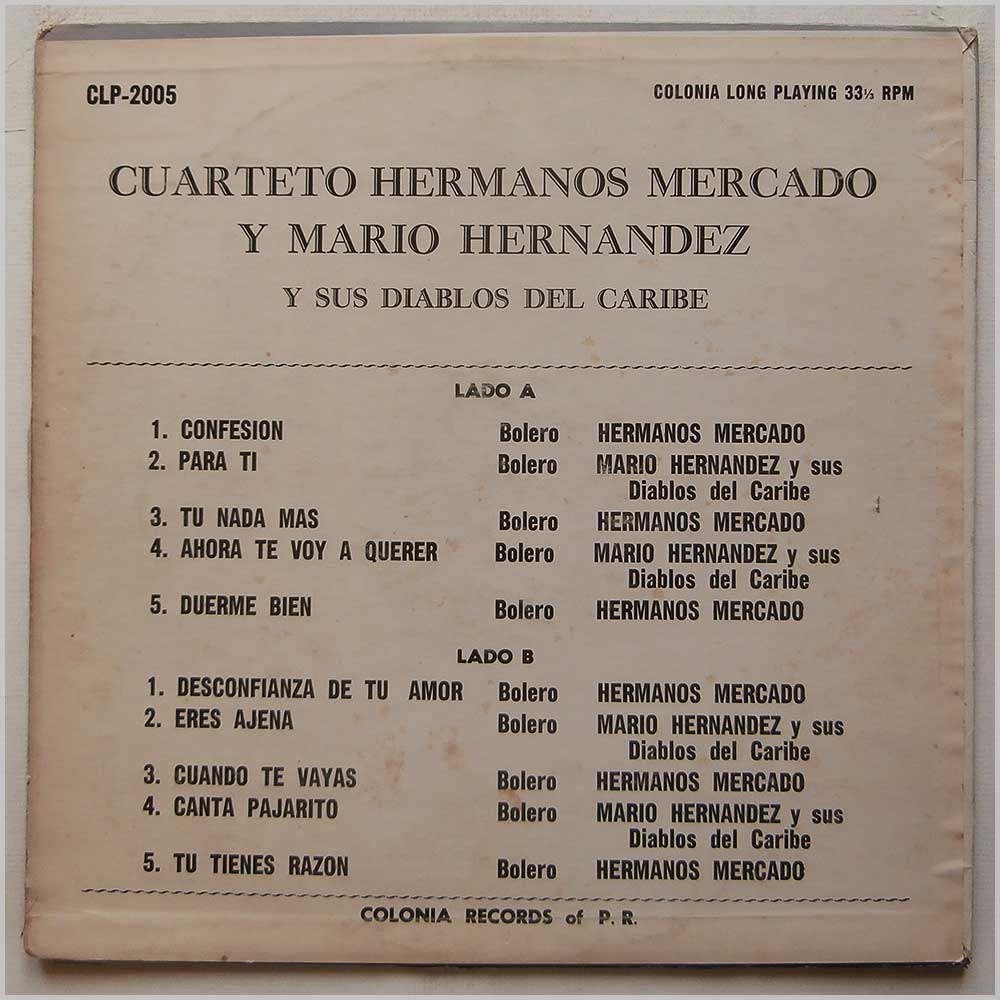 CLP-2005 COLONIA LONG PLAYING 33⅓ RPM
CUARTETO HERMANOS MERCADO
Y MARIO HERNANDEZ
Y SUS DIABLOS DEL CARIBE
LADO A
1. CONFESION Bolero HERMANOS MERCADO
2. PARA TI Bolero MARIO HERNANDEZ y sus
Diablos del Caribe
3. TU NADA MAS Bolero HERMANOS MERCADO
4. AHORA TE VOY A QUERER Bolero MARIO HERNANDEZ y sus
Diablos del Caribe
5. DUERME BIEN Bolero HERMANOS MERCADO
LADO B
1. DESCONFIANZA DE TU AMOR Bolero HERMANOS MERCADO
2. ERES AJENA Bolero MARIO HERNANDEZ y sus
Diablos del Caribe
3. CUANDO TE VAYAS Bolero HERMANOS MERCADO
4. CANTA PAJARITO Bolero MARIO HERNANDEZ y sus
Diablos del Caribe
5. TU TIENES RAZON Bolero HERMANOS MERCADO
COLONIA RECORDS of P. R.